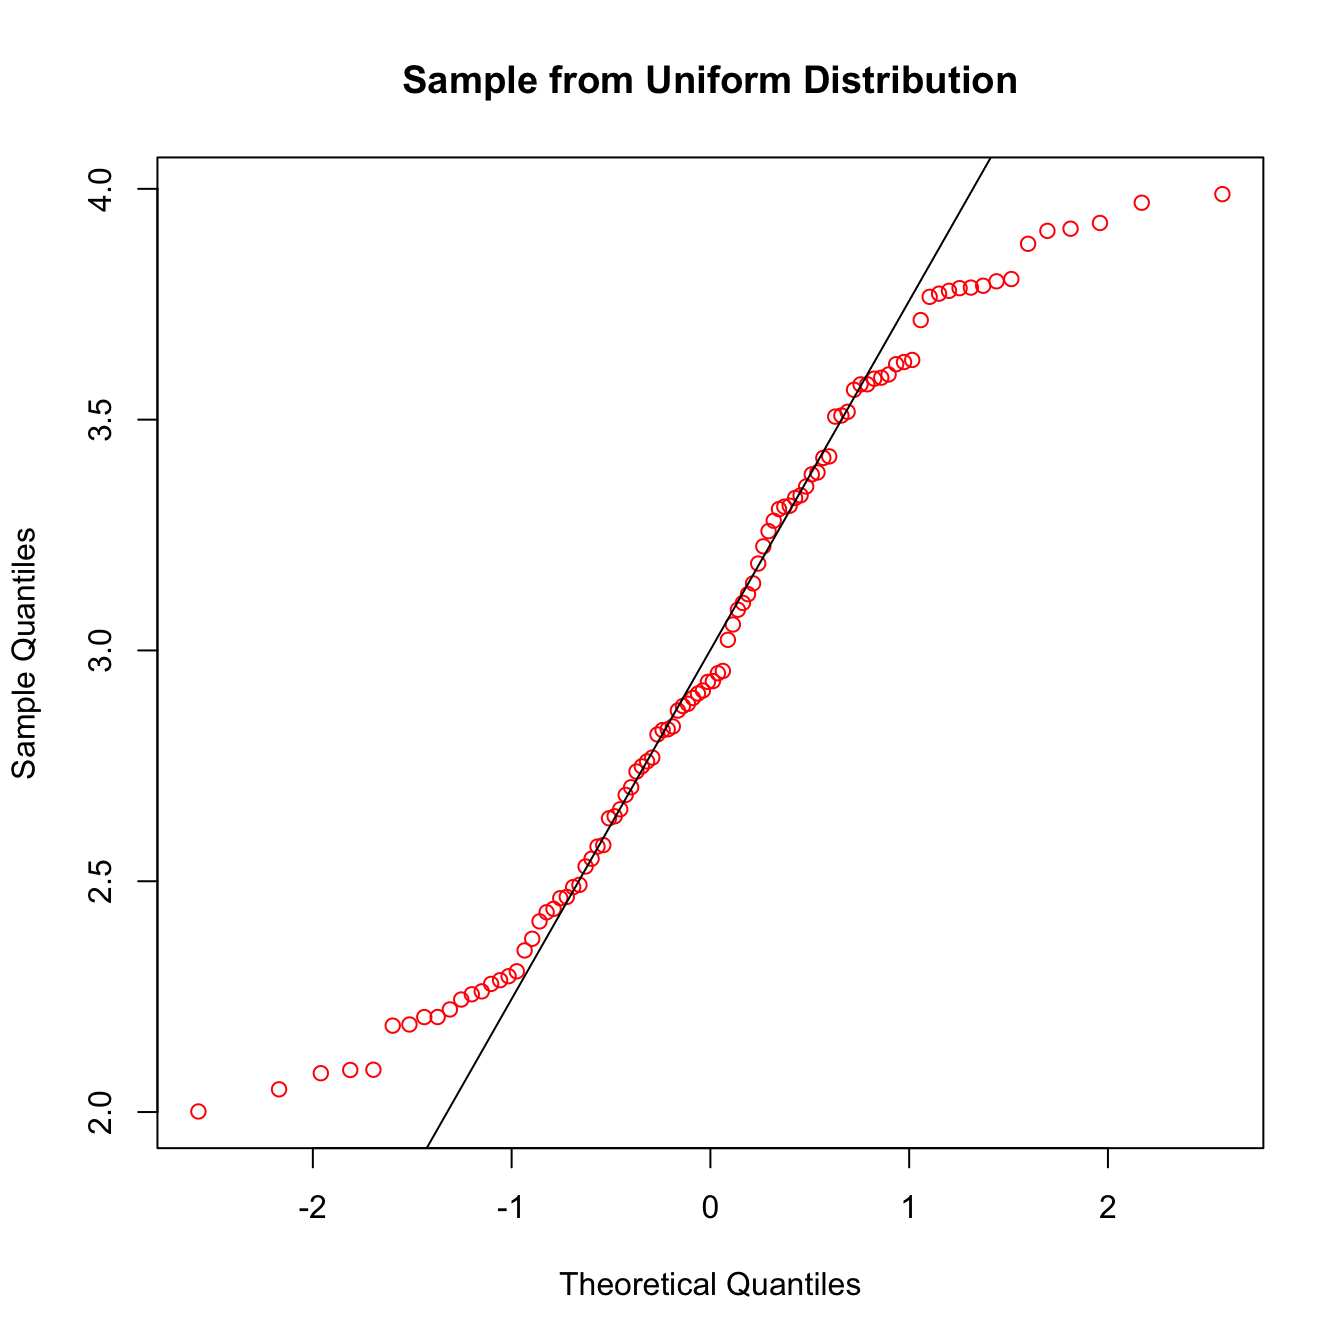 Sample from Uniform Distribution
4.0
3.5
3.0
2.5
2.0
Sample Quantiles
-2 -1 0 1 2
Theoretical Quantiles